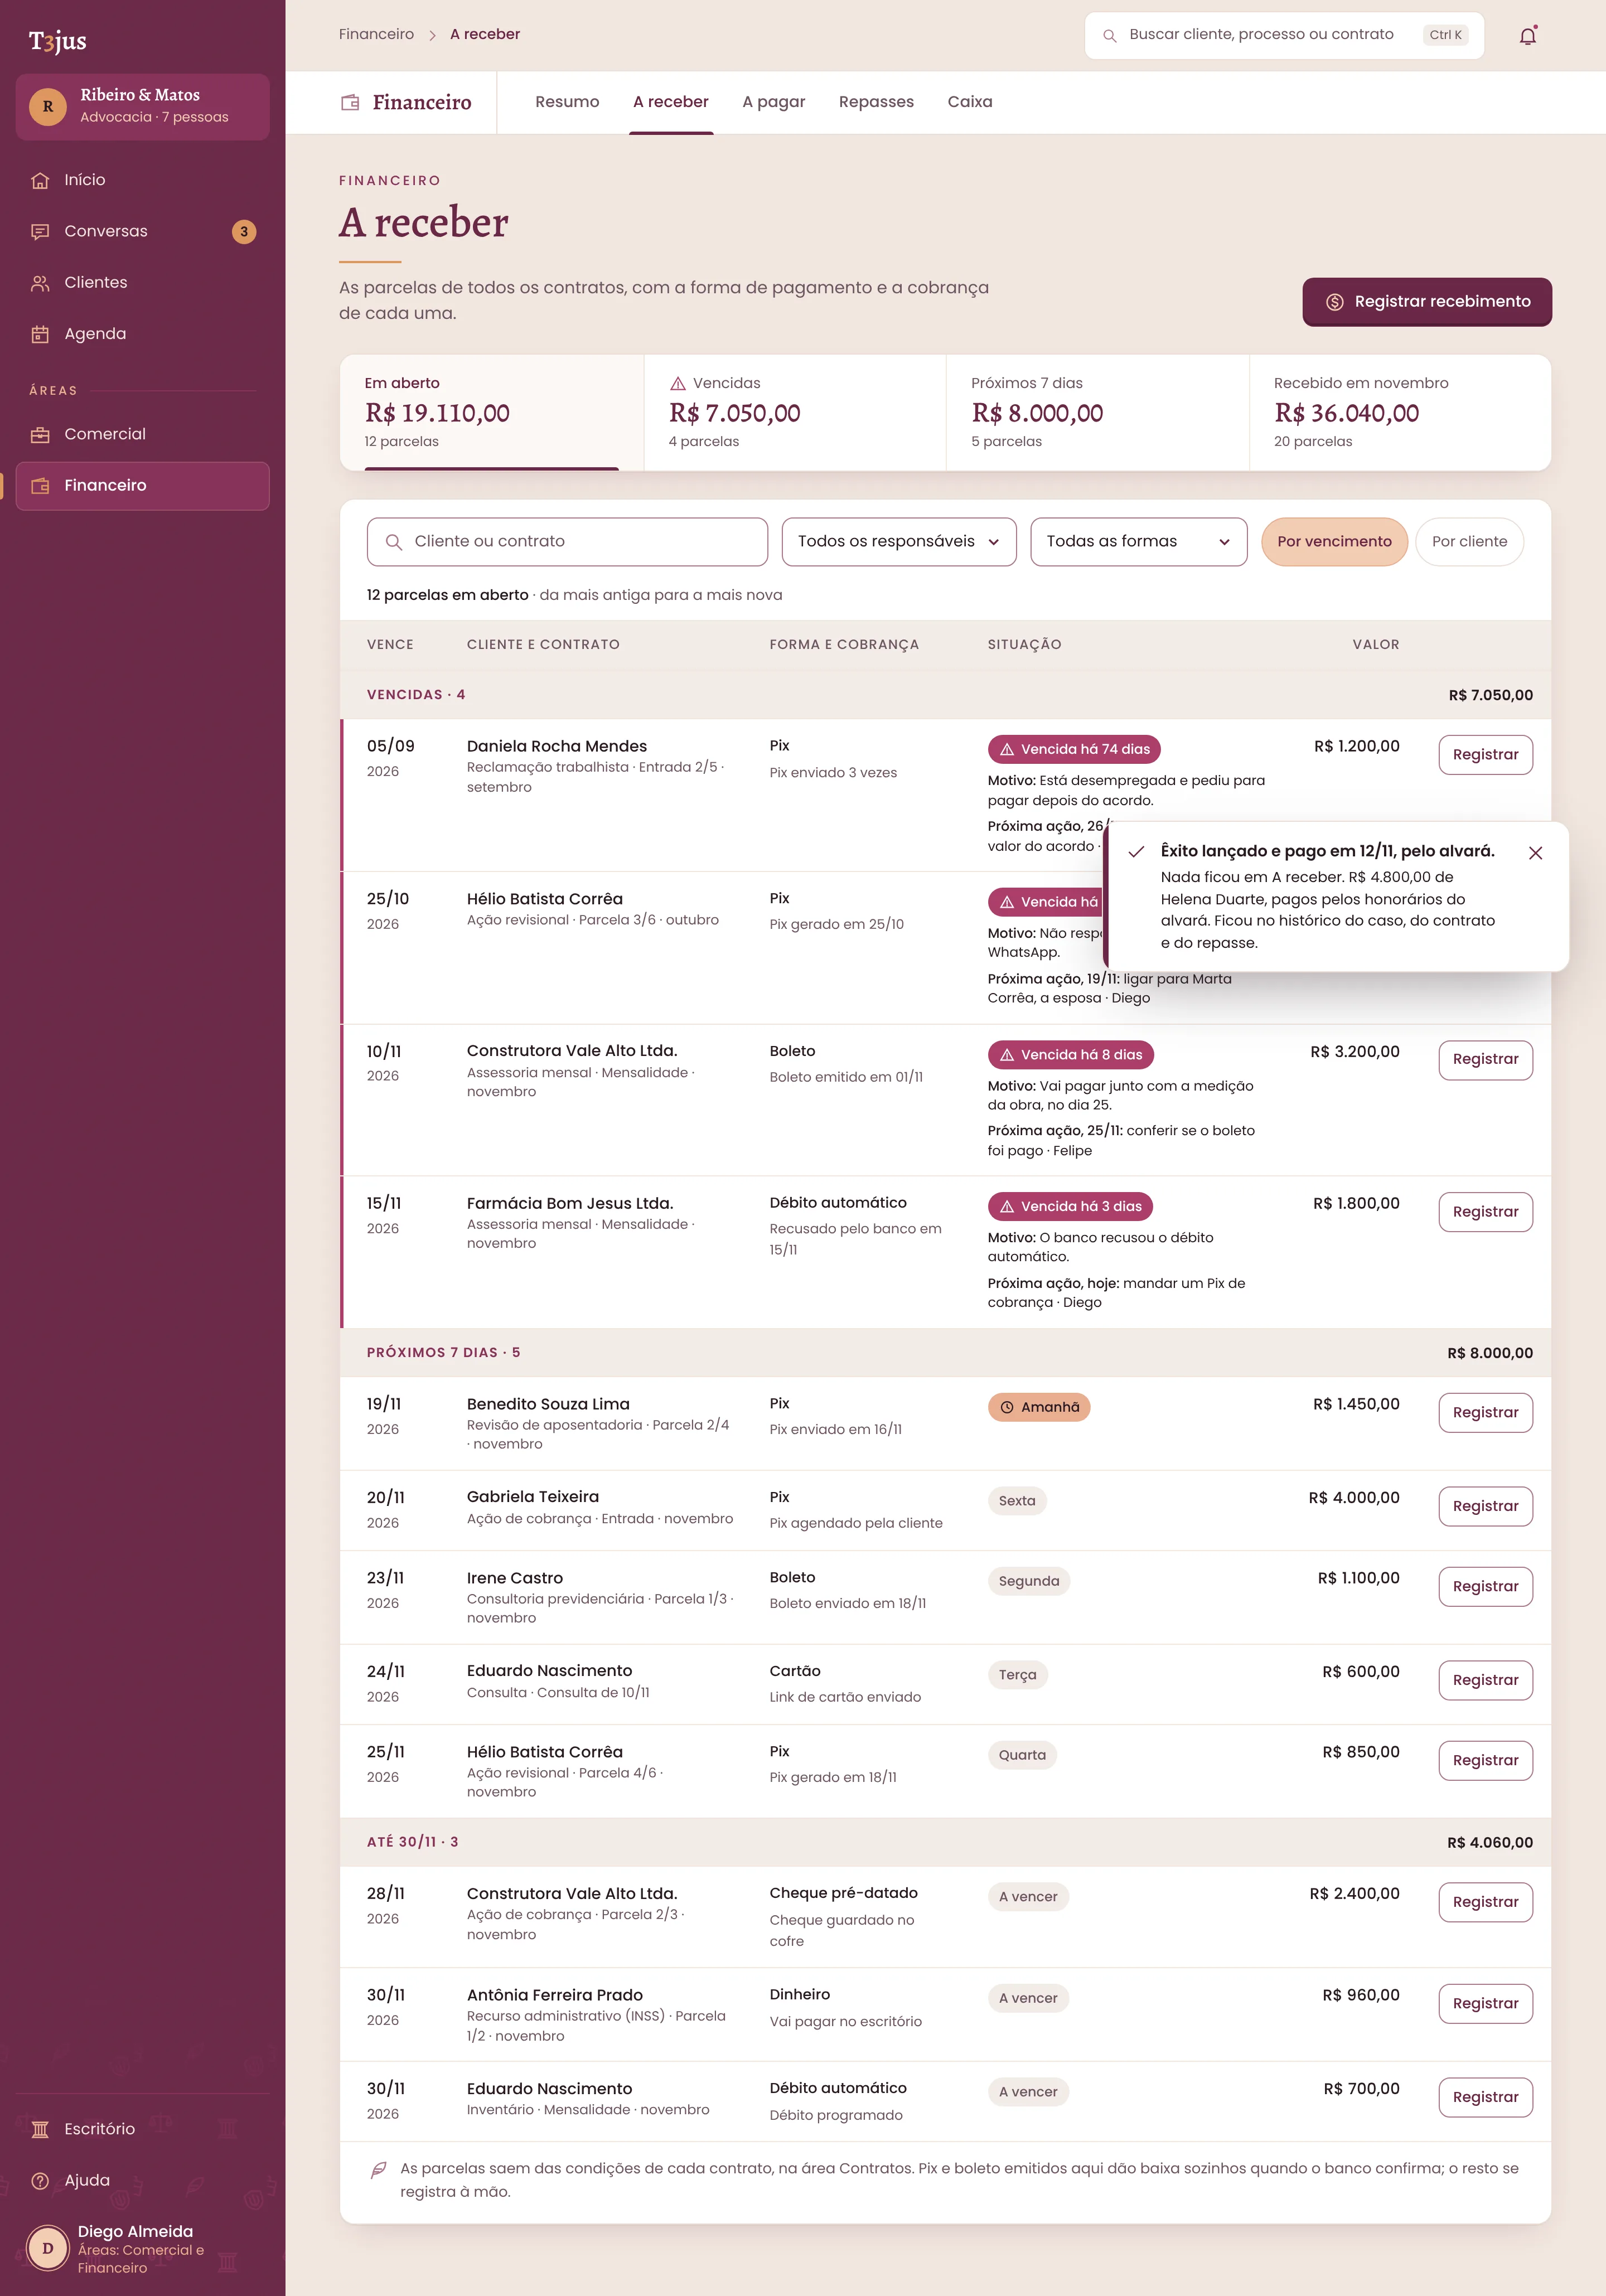 T3jus
R
Ribeiro & Matos
Advocacia · 7 pessoas
Início
Conversas
3
Clientes
Agenda
ÁREAS
Comercial
Financeiro
Escritório
Ajuda
D
Diego Almeida
Áreas: Comercial e
Financeiro
Financeiro
A receber
Buscar cliente, processo ou contrato
Ctrl K
Financeiro
Resumo
A receber
A pagar
Repasses
Caixa
FINANCEIRO
A receber
As parcelas de todos os contratos, com a forma de pagamento e a cobrança
de cada uma.
Registrar recebimento
Em aberto
R$ 19.110,00
12 parcelas
Vencidas
R$ 7.050,00
4 parcelas
Próximos 7 dias
R$ 8.000,00
5 parcelas
Recebido em novembro
R$ 36.040,00
20 parcelas
Cliente ou contrato
Todos os responsáveis
Todas as formas
Por vencimento
Por cliente
12 parcelas em aberto · da mais antiga para a mais nova
VENCE
CLIENTE E CONTRATO
FORMA E COBRANÇA
SITUAÇÃO
VALOR
VENCIDAS · 4
R$ 7.050,00
05/09
2026
Daniela Rocha Mendes
Reclamação trabalhista · Entrada 2/5 ·
setembro
Pix
Pix enviado 3 vezes
Vencida há 74 dias
Motivo: Está desempregada e pediu para
pagar depois do acordo.
Próxima ação, 26/
valor do acordo ·
R$ 1.200,00
Registrar
Êxito lançado e pago em 12/11, pelo alvará.
Nada ficou em A receber. R$ 4.800,00 de
Helena Duarte, pagos pelos honorários do
alvará. Ficou no histórico do caso, do contrato
e do repasse.
25/10
2026
Hélio Batista Corrêa
Ação revisional · Parcela 3/6 · outubro
Pix
Pix gerado em 25/10
Vencida há
Motivo: Não
WhatsApp.
Próxima ação, 19/11: ligar para Marta
Corrêa, a esposa · Diego
10/11
2026
Construtora Vale Alto Ltda.
Assessoria mensal · Mensalidade ·
novembro
Boleto
Boleto emitido em 01/11
Vencida há 8 dias
Motivo: Vai pagar junto com a medição
da obra, no dia 25.
Próxima ação, 25/11: conferir se o boleto
foi pago · Felipe
R$ 3.200,00
Registrar
15/11
2026
Farmácia Bom Jesus Ltda.
Assessoria mensal · Mensalidade ·
novembro
Débito automático
Recusado pelo banco em
15/11
Vencida há 3 dias
Motivo: O banco recusou o débito
automático.
Próxima ação, hoje: mandar um Pix de
cobrança · Diego
R$ 1.800,00
Registrar
PRÓXIMOS 7 DIAS · 5
R$ 8.000,00
19/11
2026
Benedito Souza Lima
Revisão de aposentadoria · Parcela 2/4
· novembro
Pix
Pix enviado em 16/11
Amanhã
R$ 1.450,00
Registrar
20/11
2026
Gabriela Teixeira
Ação de cobrança · Entrada · novembro
Pix
Pix agendado pela cliente
Sexta
R$ 4.000,00
Registrar
23/11
2026
Irene Castro
Consultoria previdenciária · Parcela 1/3 ·
novembro
Boleto
Boleto enviado em 18/11
Segunda
R$ 1.100,00
Registrar
24/11
2026
Eduardo Nascimento
Consulta · Consulta de 10/11
Cartão
Link de cartão enviado
Terça
R$ 600,00
Registrar
25/11
2026
Hélio Batista Corrêa
Ação revisional · Parcela 4/6 ·
novembro
Pix
Pix gerado em 18/11
Quarta
R$ 850,00
Registrar
ATÉ 30/11 · 3
R$ 4.060,00
28/11
2026
Construtora Vale Alto Ltda.
Ação de cobrança · Parcela 2/3 ·
novembro
Cheque pré-datado
Cheque guardado no
cofre
A vencer
R$ 2.400,00
Registrar
30/11
2026
Antônia Ferreira Prado
Recurso administrativo (INSS) · Parcela
1/2 · novembro
Dinheiro
Vai pagar no escritório
A vencer
R$ 960,00
Registrar
30/11
2026
Eduardo Nascimento
Inventário · Mensalidade · novembro
Débito automático
Débito programado
A vencer
R$ 700,00
Registrar
As parcelas saem das condições de cada contrato, na área Contratos. Pix e boleto emitidos aqui dão baixa sozinhos quando o banco confirma; o resto se
registra à mão.